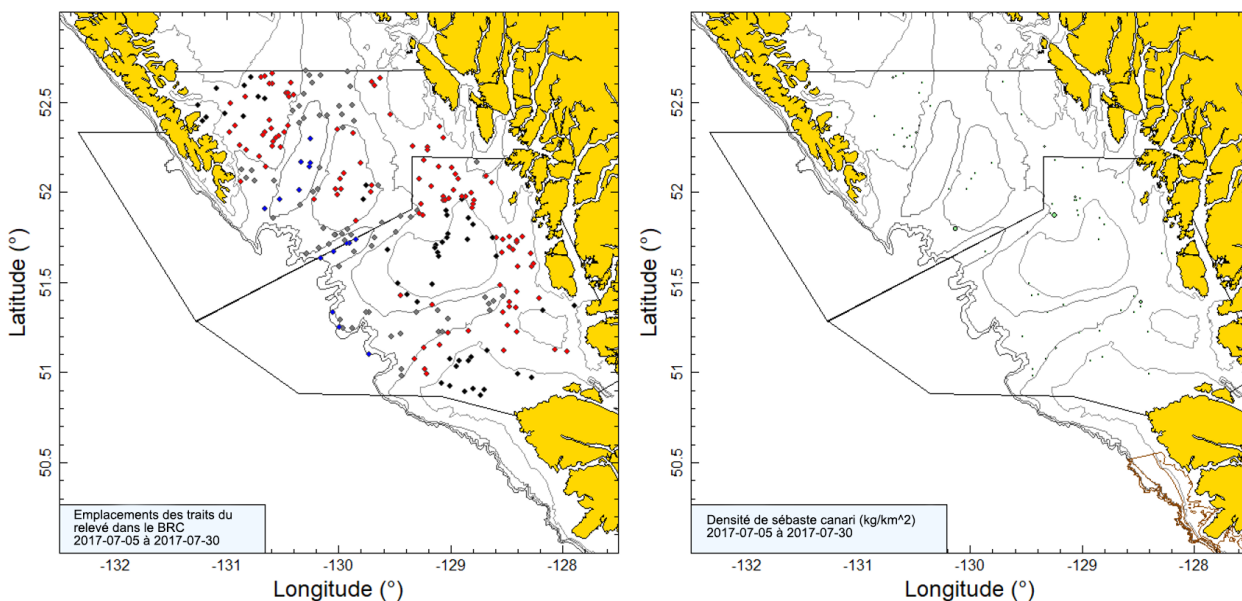 52.5
52
51.5
51
50.5
Latitude (°)
Emplacements des traits du
relevé dans le BRC
2017-07-05 à 2017-07-30
-132
-131
-130
-129
-128
Longitude (°)
52.5
52
51.5
51
50.5
Latitude (°)
Densité de sébaste canari (kg/km^2)
2017-07-05 à 2017-07-30
-132
-131
-130
-129
-128
Longitude (°)